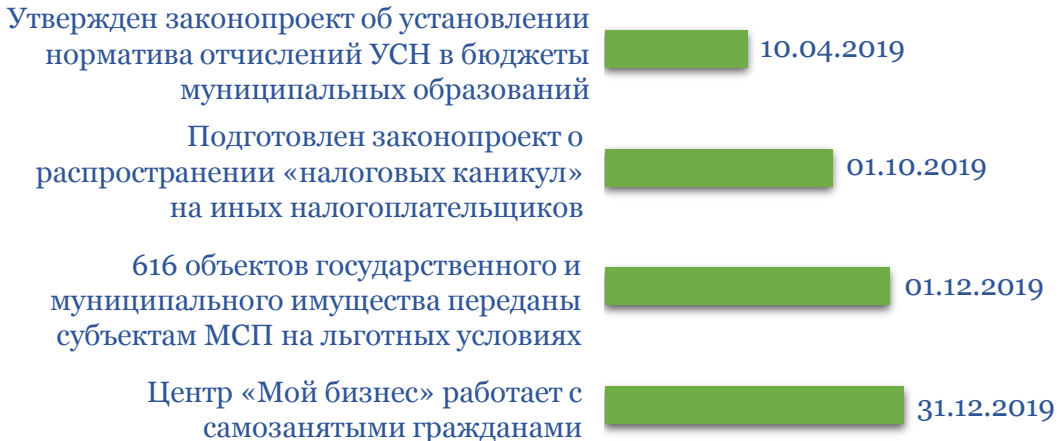 Утвержден законопроект об установлении
норматива отчислений УСН в бюджеты
муниципальных образований
10.04.2019
Подготовлен законопроект о
распространении «налоговых каникул»
на иных налогоплательщиков
01.10.2019
616 объектов государственного и
муниципального имущества переданы
субъектам МСП на льготных условиях
01.12.2019
Центр «Мой бизнес» работает с
самозанятыми гражданами
31.12.2019